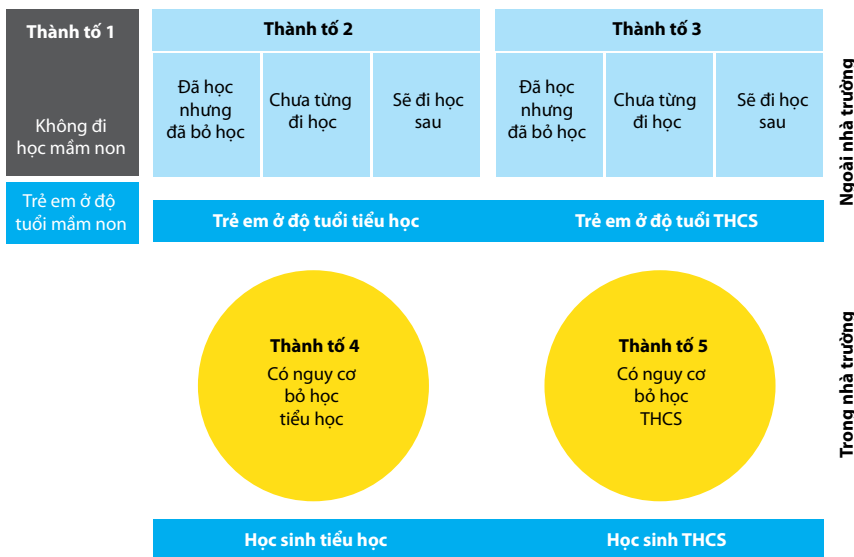 Thành tố 1
Không đi
học mầm non
Trẻ em ở độ
tuổi mầm non
Thành tố 2
Đã học
nhưng
đã bỏ học
Chưa từng
đi học
Sẽ đi học
sau
Thành tố 3
Đã học
nhưng
đã bỏ học
Chưa từng
đi học
Sẽ đi học
sau
Ngoài nhà trường
Trẻ em ở độ tuổi tiểu học
Trẻ em ở độ tuổi THCS
Thành tố 4
Có nguy cơ
bỏ học
tiểu học
Thành tố 5
Có nguy cơ
bỏ học
THCS
Trong nhà trường
Học sinh tiểu học
Học sinh THCS